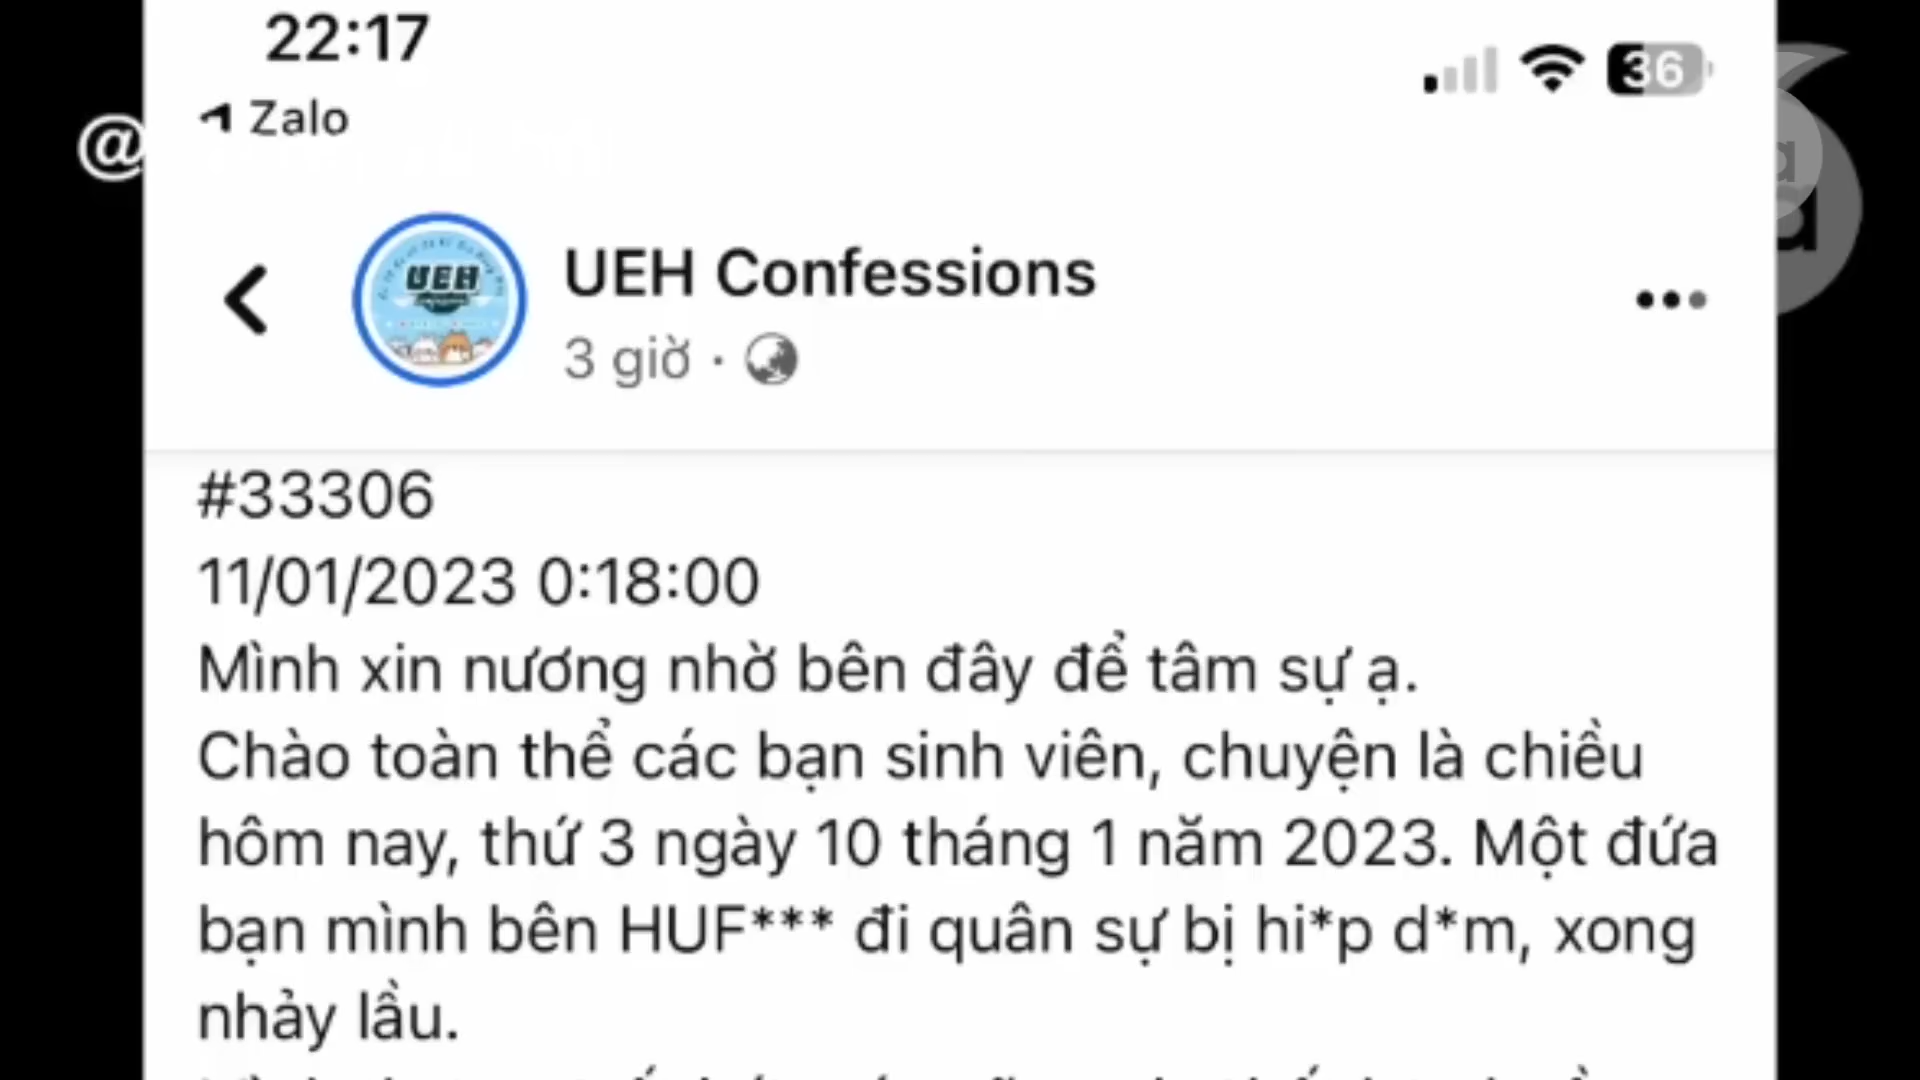 22:17
36
Zalo
@
UEH
UEH Confessions
3 giờ ·
#33306
11/01/2023 0:18:00
Mình xin nương nhờ bên đây để tâm sự ạ.
Chào toàn thể các bạn sinh viên, chuyện là chiều
hôm nay, thứ 3 ngày 10 tháng 1 năm 2023. Một đứa
bạn mình bên HUF*** đi quân sự bị hi*p d*m, xong
nhảy lầu.